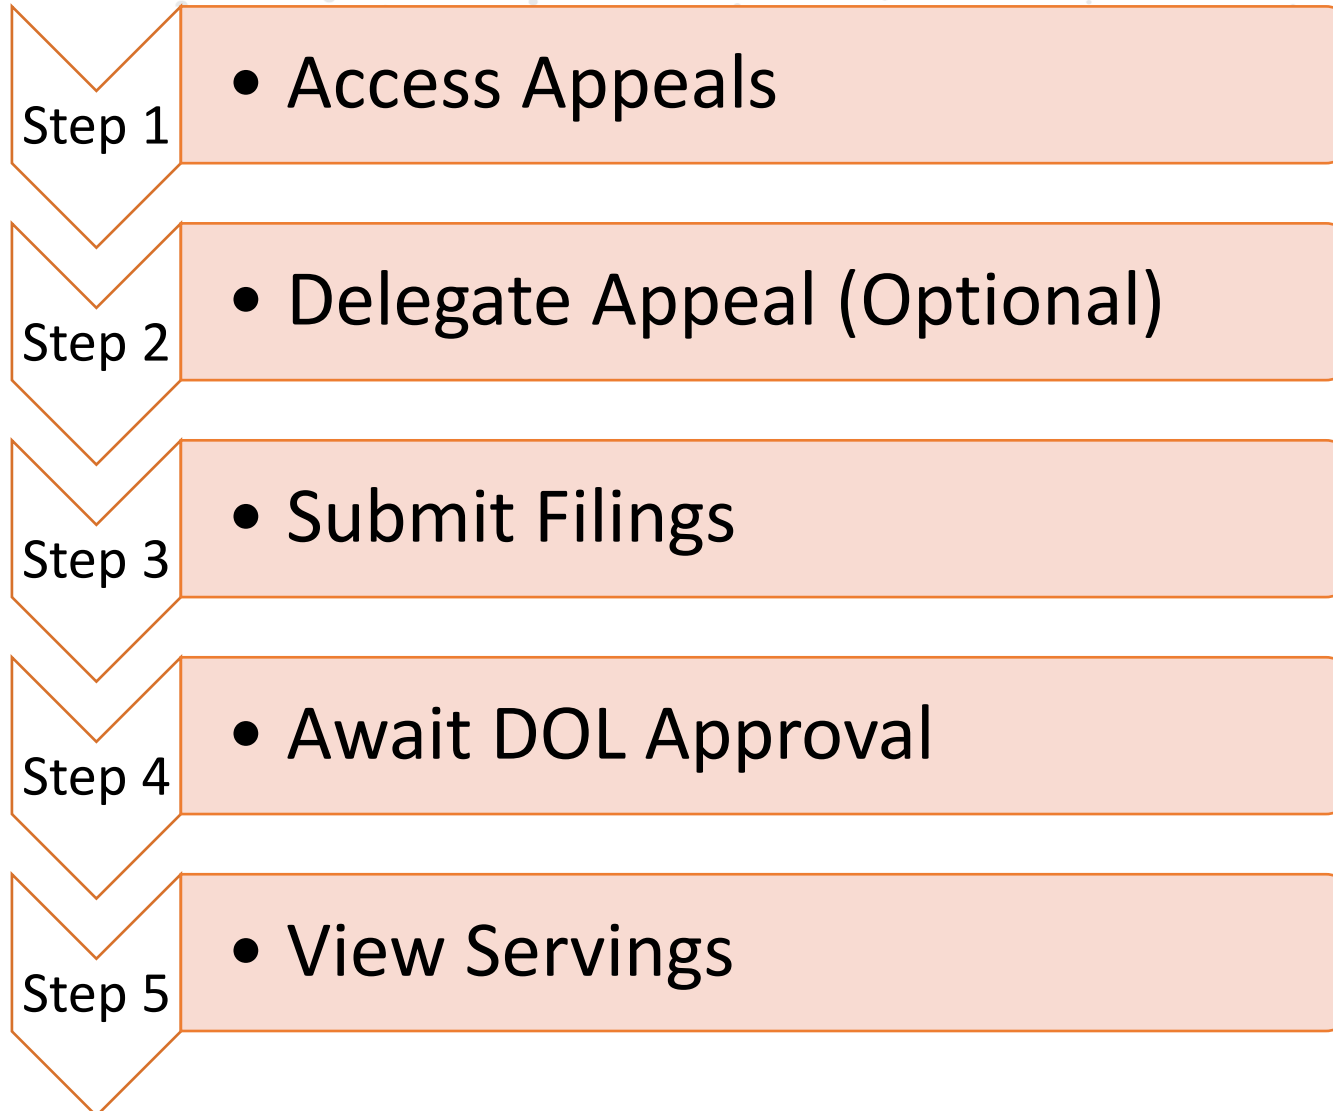 Step 1
• Access Appeals
Step 2
• Delegate Appeal (Optional)
Step 3
• Submit Filings
Step 4
• Await DOL Approval
Step 5
• View Servings